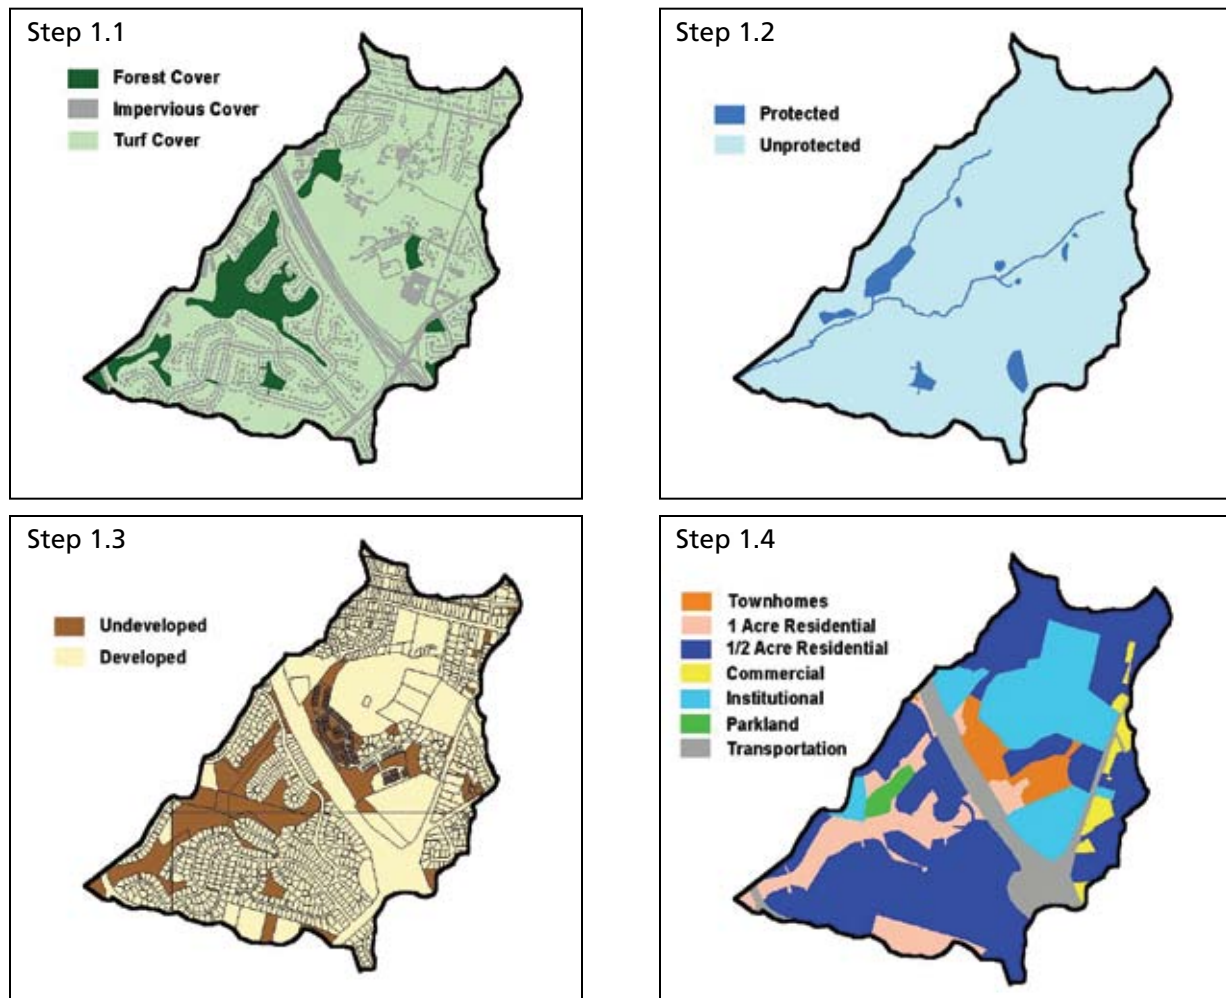 Step 1.1
Forest Cover
Impervious Cover
Turf Cover
Step 1.2
Protected
Unprotected
Step 1.3
Undeveloped
Developed
Step 1.4
Townhomes
1 Acre Residential
1/2 Acre Residential
Commercial
Institutional
Parkland
Transportation